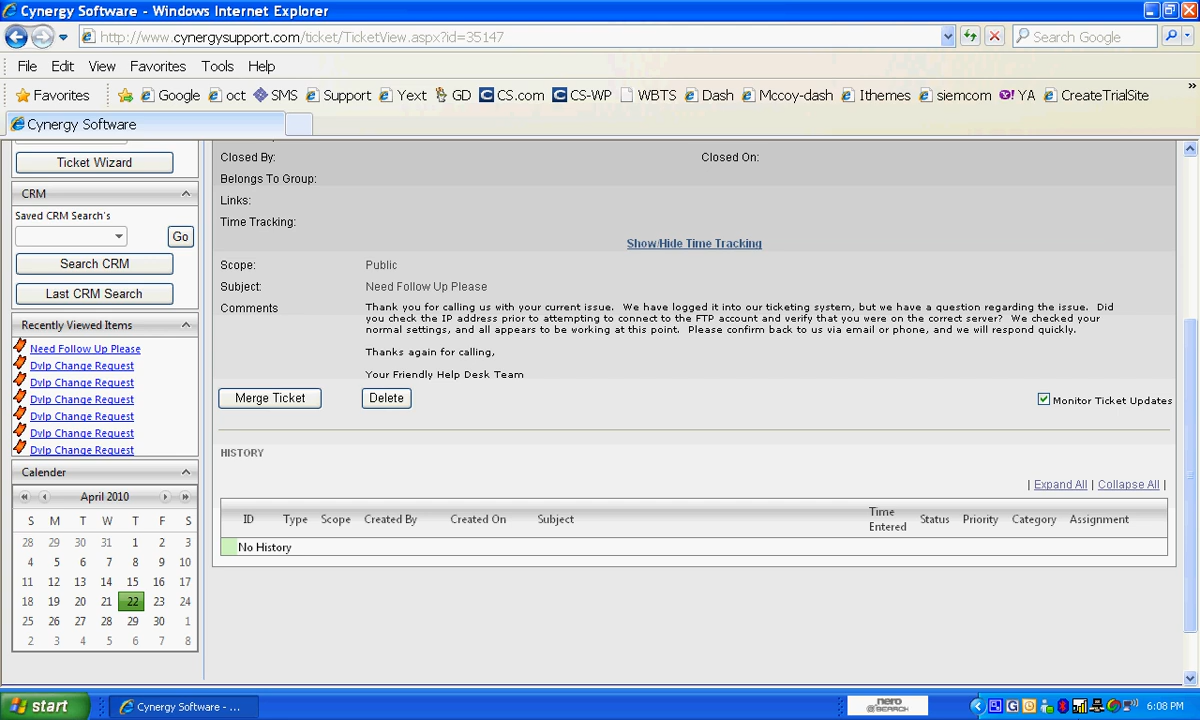 Cynergy Software - Windows Internet Explorer
http://www.cynergysupport.com/ticket/TicketView.aspx?id=35147
Search Google
File Edit View Favorites Tools Help
Favorites Google oct SMS Support Yext GD CS.com CS-WP WBTS Dash Mccoy-dash Ithemes siemcom YA CreateTrialSite »
Cynergy Software
Ticket Wizard
CRM
Saved CRM Search's
Go
Search CRM
Last CRM Search
Recently Viewed Items
Need Follow Up Please
Dvlp Change Request
Dvlp Change Request
Dvlp Change Request
Dvlp Change Request
Dvlp Change Request
Dvlp Change Request
Calender
April 2010
S M T W T F S
28 29 30 31 1 2 3
4 5 6 7 8 9 10
11 12 13 14 15 16 17
18 19 20 21 22 23 24
25 26 27 28 29 30 1
2 3 4 5 6 7 8
Closed By: Closed On:
Belongs To Group:
Links:
Time Tracking:
Show/Hide Time Tracking
Scope: Public
Subject: Need Follow Up Please
Comments Thank you for calling us with your current issue. We have logged it into our ticketing system, but we have a question regarding the issue. Did
you check the IP address prior to attempting to connect to the FTP account and verify that you were on the correct server? We checked your
normal settings, and all appears to be working at this point. Please confirm back to us via email or phone, and we will respond quickly.
Thanks again for calling,
Your Friendly Help Desk Team
Merge Ticket Delete Monitor Ticket Updates
HISTORY
| Expand All | Collapse All |
ID Type Scope Created By Created On Subject Time Entered Status Priority Category Assignment
No History
start Cynergy Software - ... nero SEARCH 6:08 PM